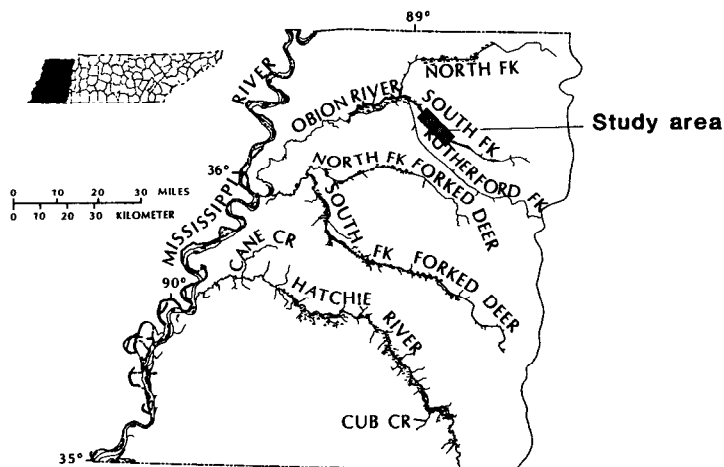 89°
NORTH FK
RIVER
OBION RIVER
SOUTH FK
Study area
RUTHERFORD FK
36°
NORTH FK FORKED DEER
10 20 MILES
0 10 20 30
0 10 20 30 KILOMETER
MISSISSIPPI
SOUTH FK FORKED DEER
CANE CR
90°
HATCHIE RIVER
CUB CR
35°